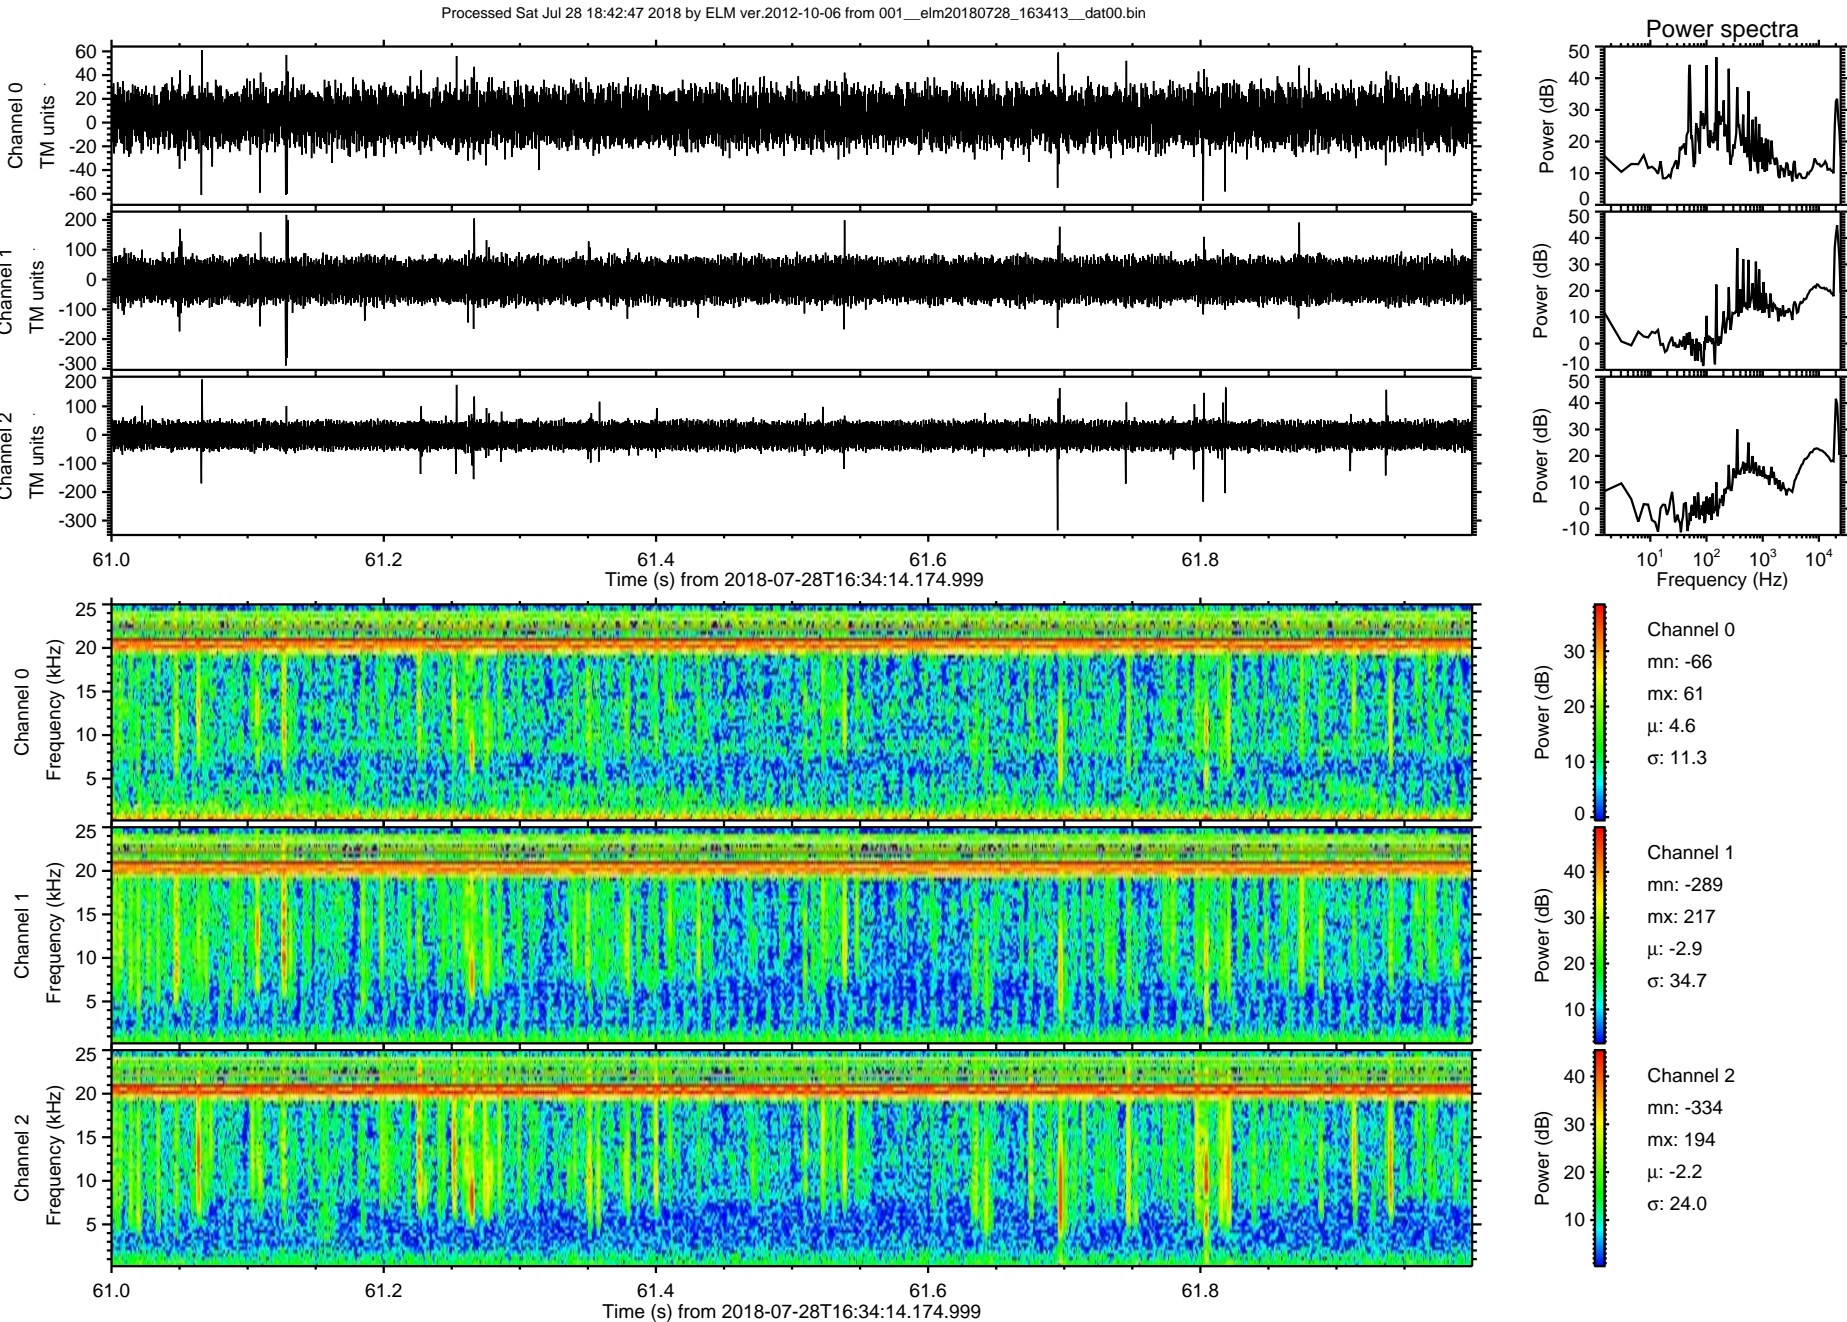 Processed Sat Jul 28 18:42:47 2018 by ELM ver.2012-10-06 from 001__elm20180728_163413__dat00.bin
Power spectra
Channel 0
TM units
60
40
20
0
-20
-40
-60
Power (dB)
50
40
30
20
10
0
Channel 1
TM units
200
100
0
-100
-200
-300
Power (dB)
50
40
30
20
10
0
-10
Channel 2
TM units
200
100
0
-100
-200
-300
Power (dB)
50
40
30
20
10
0
-10
61.0 61.2 61.4 61.6 61.8
Time (s) from 2018-07-28T16:34:14.174.999
10¹ 10² 10³ 10⁴
Frequency (Hz)
Channel 0
Frequency (kHz)
25
20
15
10
5
Power (dB)
30
20
10
0
Channel 0
mn: -66
mx: 61
μ: 4.6
σ: 11.3
Channel 1
Frequency (kHz)
25
20
15
10
5
Power (dB)
40
30
20
10
Channel 1
mn: -289
mx: 217
μ: -2.9
σ: 34.7
Channel 2
Frequency (kHz)
25
20
15
10
5
Power (dB)
40
30
20
10
Channel 2
mn: -334
mx: 194
μ: -2.2
σ: 24.0
61.0 61.2 61.4 61.6 61.8
Time (s) from 2018-07-28T16:34:14.174.999